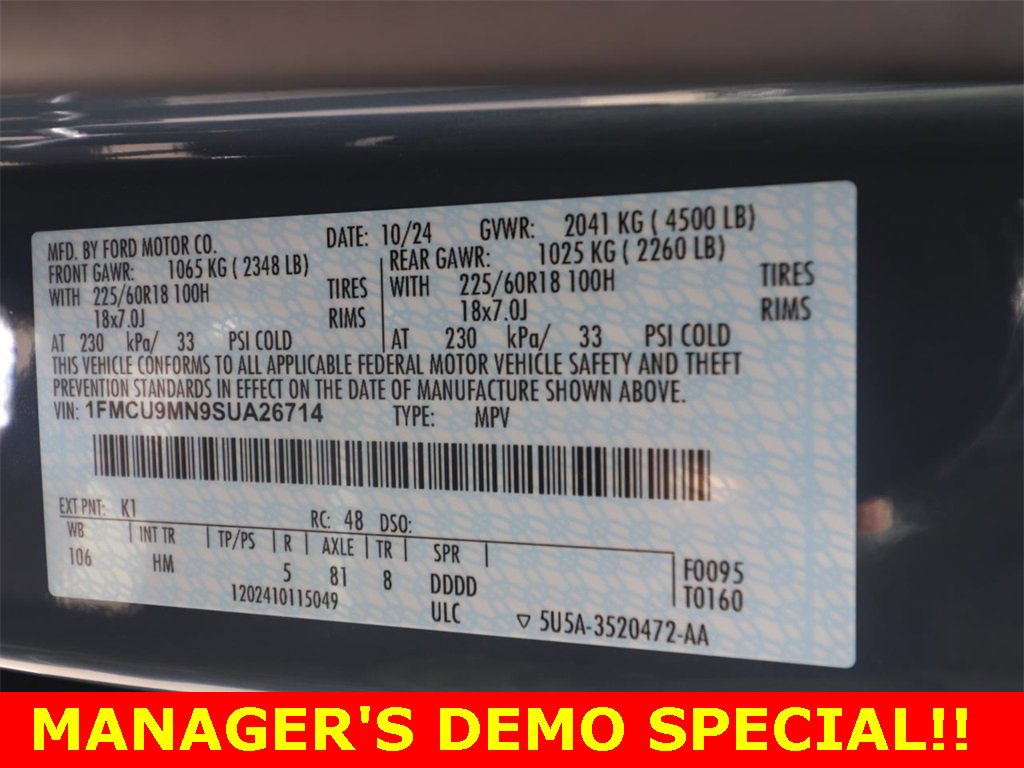 MFD. BY FORD MOTOR CO. DATE: 10/24 GVWR: 2041 KG ( 4500 LB)
FRONT GAWR: 1065 KG ( 2348 LB) REAR GAWR: 1025 KG ( 2260 LB)
WITH 225/60R18 100H TIRES WITH 225/60R18 100H TIRES
18x7.0J RIMS 18x7.0J RIMS
AT 230 kPa/ 33 PSI COLD AT 230 kPa/ 33 PSI COLD
THIS VEHICLE CONFORMS TO ALL APPLICABLE FEDERAL MOTOR VEHICLE SAFETY AND THEFT
PREVENTION STANDARDS IN EFFECT ON THE DATE OF MANUFACTURE SHOWN ABOVE.
VIN: 1FMCU9MN9SUA26714 TYPE: MPV
EXT PNT: K1 RC: 48 DSO:
WB INT TR TP/PS R AXLE TR SPR F0095
106 HM 5 81 8 DDDD T0160
1202410115049 ULC ▽ 5U5A-3520472-AA
MANAGER'S DEMO SPECIAL!!